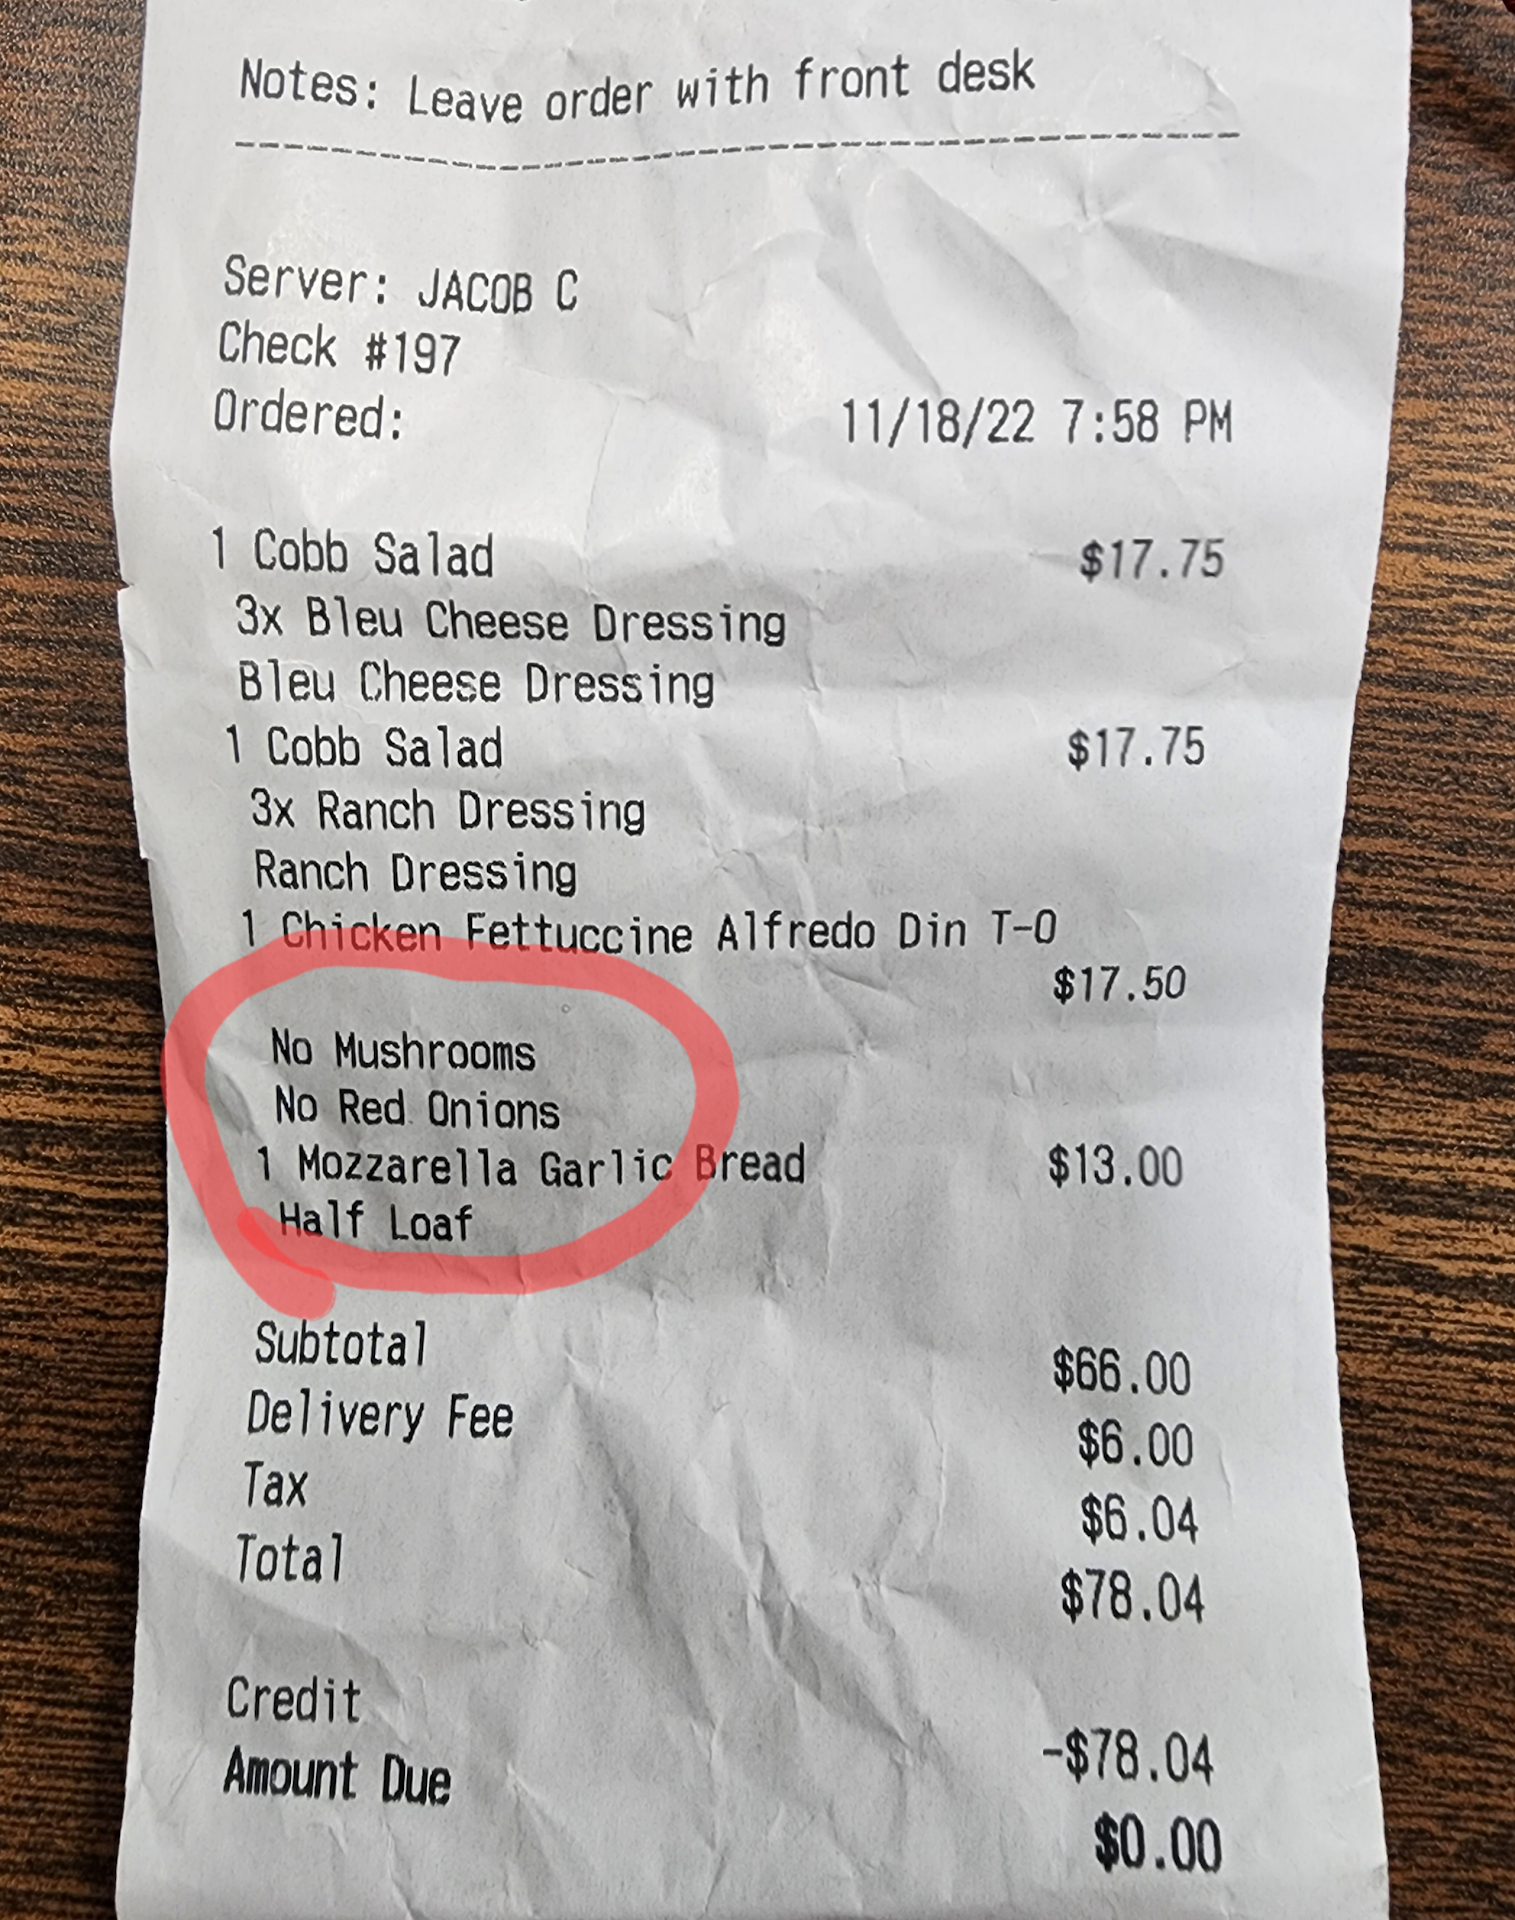 Notes: Leave order with front desk
Server: JACOB C
Check #197
Ordered: 11/18/22 7:58 PM
1 Cobb Salad $17.75
3x Bleu Cheese Dressing
Bleu Cheese Dressing
1 Cobb Salad $17.75
3x Ranch Dressing
Ranch Dressing
1 Chicken Fettuccine Alfredo Din T-O
$17.50
No Mushrooms
No Red Onions
1 Mozzarella Garlic Bread $13.00
Half Loaf
Subtotal $66.00
Delivery Fee $6.00
Tax $6.04
Total $78.04
Credit -$78.04
Amount Due $0.00